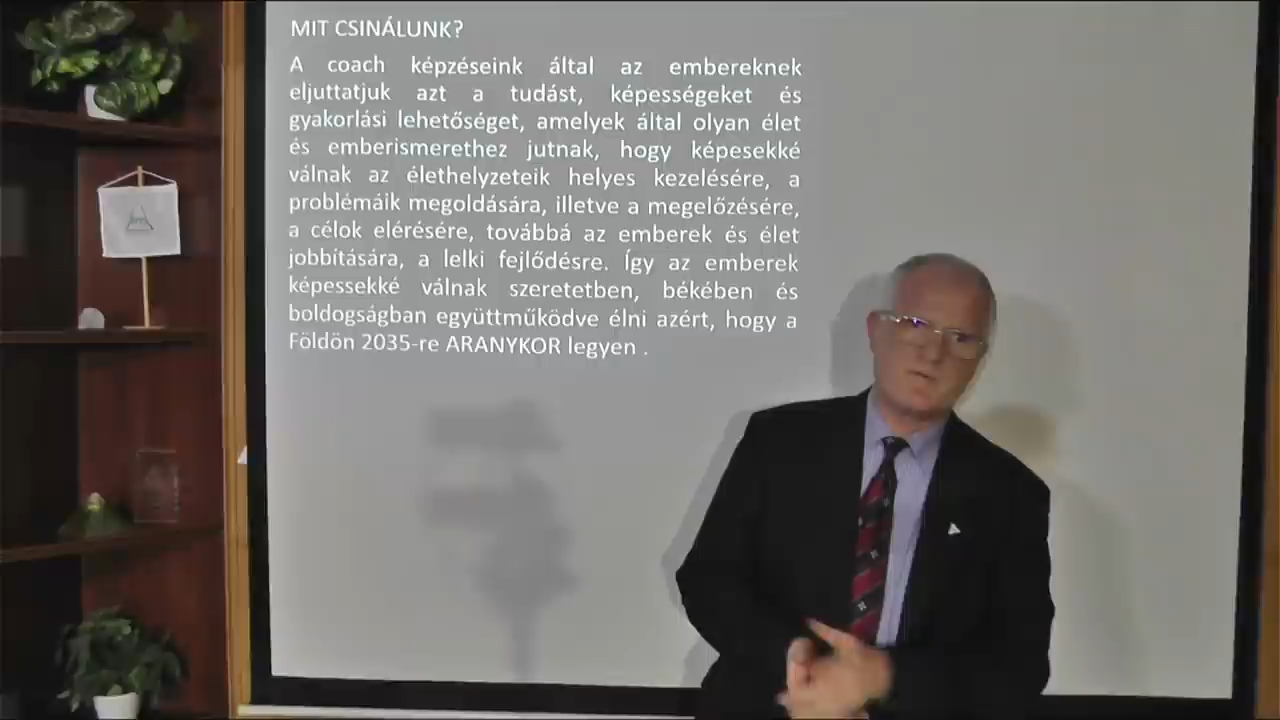 MIT CSINÁLUNK?
A coach képzéseink által az embereknek
eljuttatjuk azt a tudást, képességeket és
gyakorlási lehetőséget, amelyek által olyan élet
és emberismerethez jutnak, hogy képesekké
válnak az élethelyzeteik helyes kezelésére, a
problémáik megoldására, illetve a megelőzésére,
a célok elérésére, továbbá az emberek és élet
jobbítására, a lelki fejlődésre. Így az emberek
képessekké válnak szeretetben, békében és
boldogságban együttműködve élni azért, hogy a
Földön 2035-re ARANYKOR legyen .